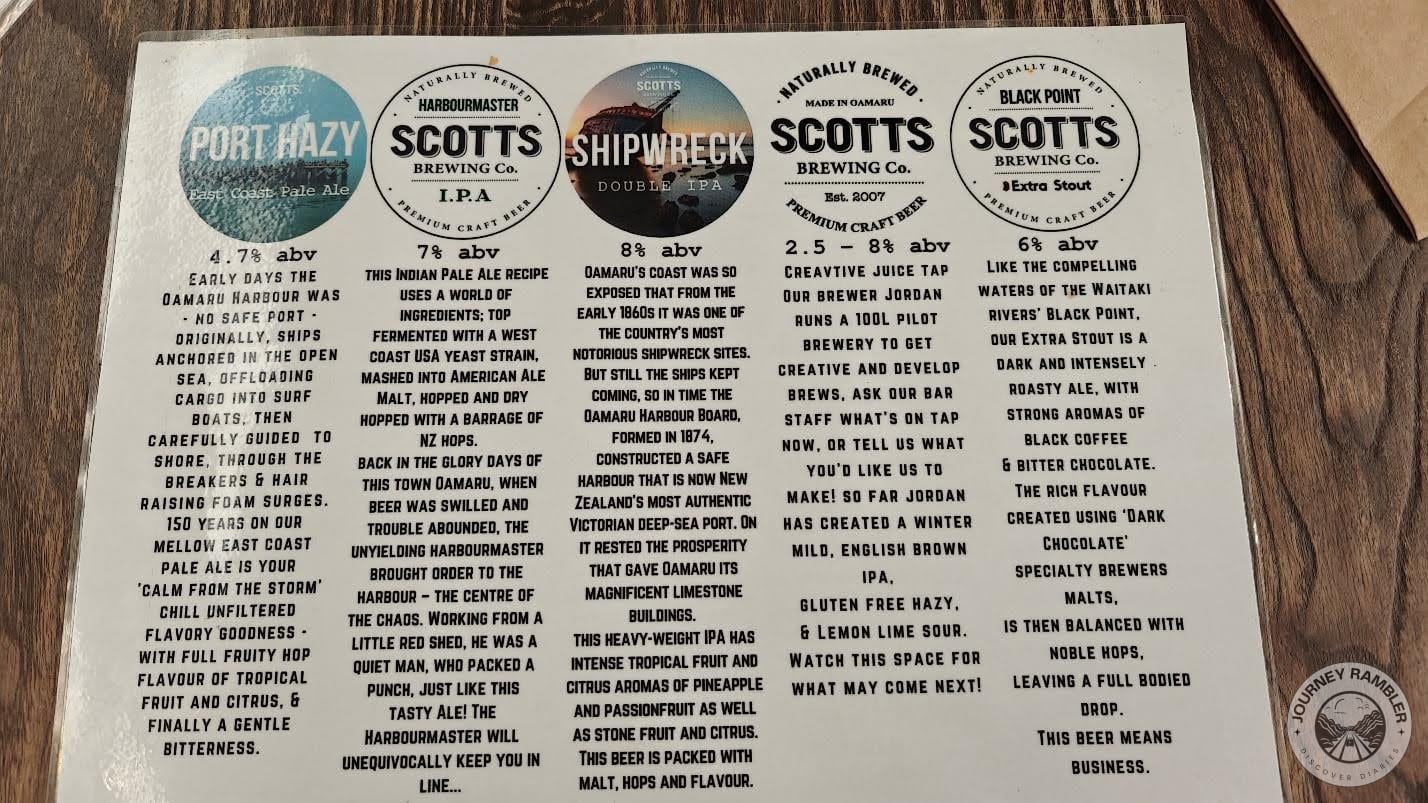 SCOTTS
PORT HAZY
East Coast Pale Ale
4.7% abv
EARLY DAYS THE
OAMARU HARBOUR WAS
- NO SAFE PORT -
ORIGINALLY, SHIPS
ANCHORED IN THE OPEN
SEA, OFFLOADING
CARGO INTO SURF
BOATS, THEN
CAREFULLY GUIDED TO
SHORE, THROUGH THE
BREAKERS & HAIR
RAISING FOAM SURGES.
150 YEARS ON OUR
MELLOW EAST COAST
PALE ALE IS YOUR
'CALM FROM THE STORM'
CHILL UNFILTERED
FLAVORY GOODNESS -
WITH FULL FRUITY HOP
FLAVOUR OF TROPICAL
FRUIT AND CITRUS, &
FINALLY A GENTLE
BITTERNESS.
NATURALLY BREWED
HARBOURMASTER
SCOTTS
BREWING Co.
I.P.A
PREMIUM CRAFT BEER
7% abv
THIS INDIAN PALE ALE RECIPE
USES A WORLD OF
INGREDIENTS; TOP
FERMENTED WITH A WEST
COAST USA YEAST STRAIN,
MASHED INTO AMERICAN ALE
MALT, HOPPED AND DRY
HOPPED WITH A BARRAGE OF
NZ HOPS.
BACK IN THE GLORY DAYS OF
THIS TOWN OAMARU, WHEN
BEER WAS SWILLED AND
TROUBLE ABOUNDED, THE
UNYIELDING HARBOURMASTER
BROUGHT ORDER TO THE
HARBOUR – THE CENTRE OF
THE CHAOS. WORKING FROM A
LITTLE RED SHED, HE WAS A
QUIET MAN, WHO PACKED A
PUNCH, JUST LIKE THIS
TASTY ALE! THE
HARBOURMASTER WILL
UNEQUIVOCALLY KEEP YOU IN
LINE...
NATURALLY BREWED
SCOTTS
SHIPWRECK
DOUBLE IPA
8% abv
OAMARU'S COAST WAS SO
EXPOSED THAT FROM THE
EARLY 1860S IT WAS ONE OF
THE COUNTRY'S MOST
NOTORIOUS SHIPWRECK SITES.
BUT STILL THE SHIPS KEPT
COMING, SO IN TIME THE
OAMARU HARBOUR BOARD,
FORMED IN 1874,
CONSTRUCTED A SAFE
HARBOUR THAT IS NOW NEW
ZEALAND'S MOST AUTHENTIC
VICTORIAN DEEP-SEA PORT. ON
IT RESTED THE PROSPERITY
THAT GAVE OAMARU ITS
MAGNIFICENT LIMESTONE
BUILDINGS.
THIS HEAVY-WEIGHT IPA HAS
INTENSE TROPICAL FRUIT AND
CITRUS AROMAS OF PINEAPPLE
AND PASSIONFRUIT AS WELL
AS STONE FRUIT AND CITRUS.
THIS BEER IS PACKED WITH
MALT, HOPS AND FLAVOUR.
NATURALLY BREWED
MADE IN OAMARU
SCOTTS
BREWING Co.
Est. 2007
PREMIUM CRAFT BEER
2.5 – 8% abv
CREAVTIVE JUICE TAP
OUR BREWER JORDAN
RUNS A 100L PILOT
BREWERY TO GET
CREATIVE AND DEVELOP
BREWS, ASK OUR BAR
STAFF WHAT'S ON TAP
NOW, OR TELL US WHAT
YOU'D LIKE US TO
MAKE! SO FAR JORDAN
HAS CREATED A WINTER
MILD, ENGLISH BROWN
IPA,
GLUTEN FREE HAZY,
& LEMON LIME SOUR.
WATCH THIS SPACE FOR
WHAT MAY COME NEXT!
NATURALLY BREWED
BLACK POINT
SCOTTS
BREWING Co.
Extra Stout
PREMIUM CRAFT BEER
6% abv
LIKE THE COMPELLING
WATERS OF THE WAITAKI
RIVERS' BLACK POINT,
OUR EXTRA STOUT IS A
DARK AND INTENSELY
ROASTY ALE, WITH
STRONG AROMAS OF
BLACK COFFEE
& BITTER CHOCOLATE.
THE RICH FLAVOUR
CREATED USING 'DARK
CHOCOLATE'
SPECIALTY BREWERS
MALTS,
IS THEN BALANCED WITH
NOBLE HOPS,
LEAVING A FULL BODIED
DROP.
THIS BEER MEANS
BUSINESS.
JOURNEY RAMBLER
DISCOVER DIARIES